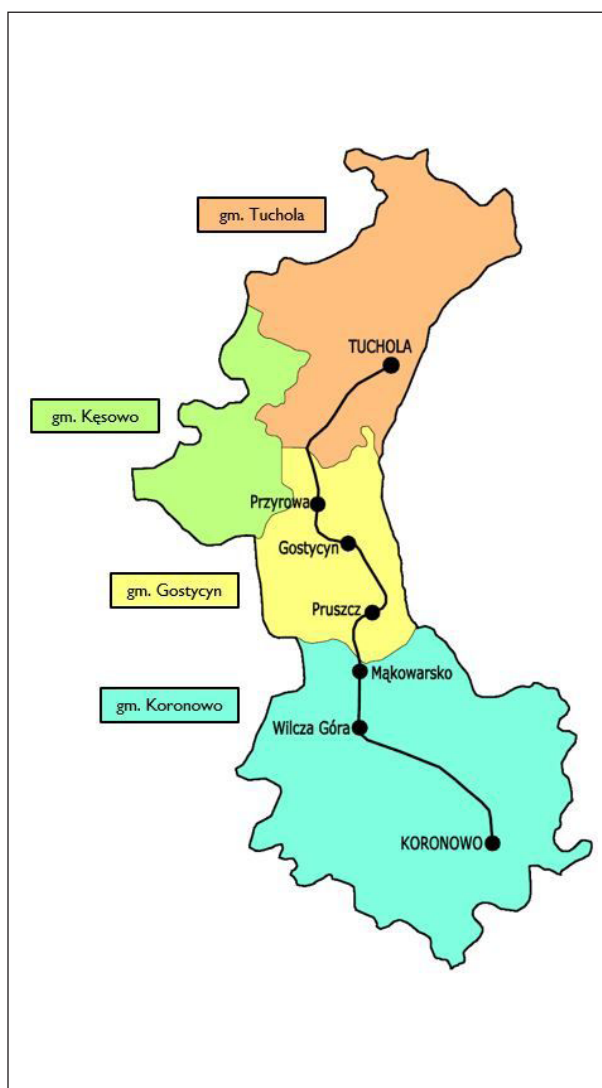 gm. Tuchola
TUCHOLA
gm. Kęsowo
Przyrowa
Gostycyn
gm. Gostycyn
Pruszcz
Mąkowarsko
gm. Koronowo
Wilcza Góra
KORONOWO